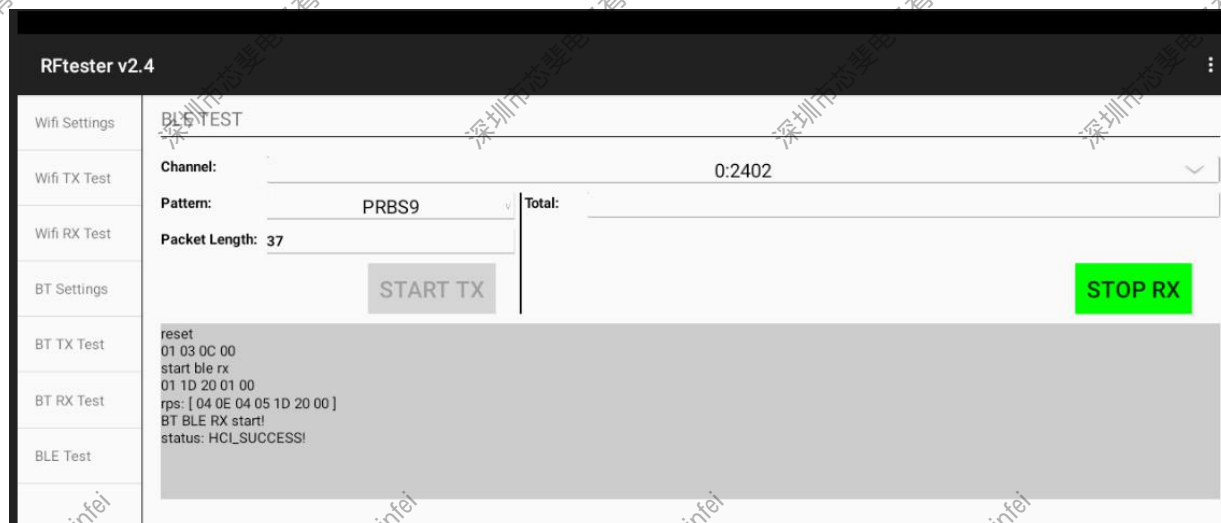 RFtester v2.4
Wifi Settings
Wifi TX Test
Wifi RX Test
BT Settings
BT TX Test
BT RX Test
BLE Test
BLE TEST
Channel:
0:2402
Pattern:
PRBS9
Total:
Packet Length: 37
START TX
STOP RX
reset
01 03 0C 00
start ble rx
01 1D 20 01 00
rps: [ 04 0E 04 05 1D 20 00 ]
BT BLE RX start!
status: HCI_SUCCESS!
深圳市芯斐电
深圳市芯斐电
深圳市芯斐电
深圳市芯斐电